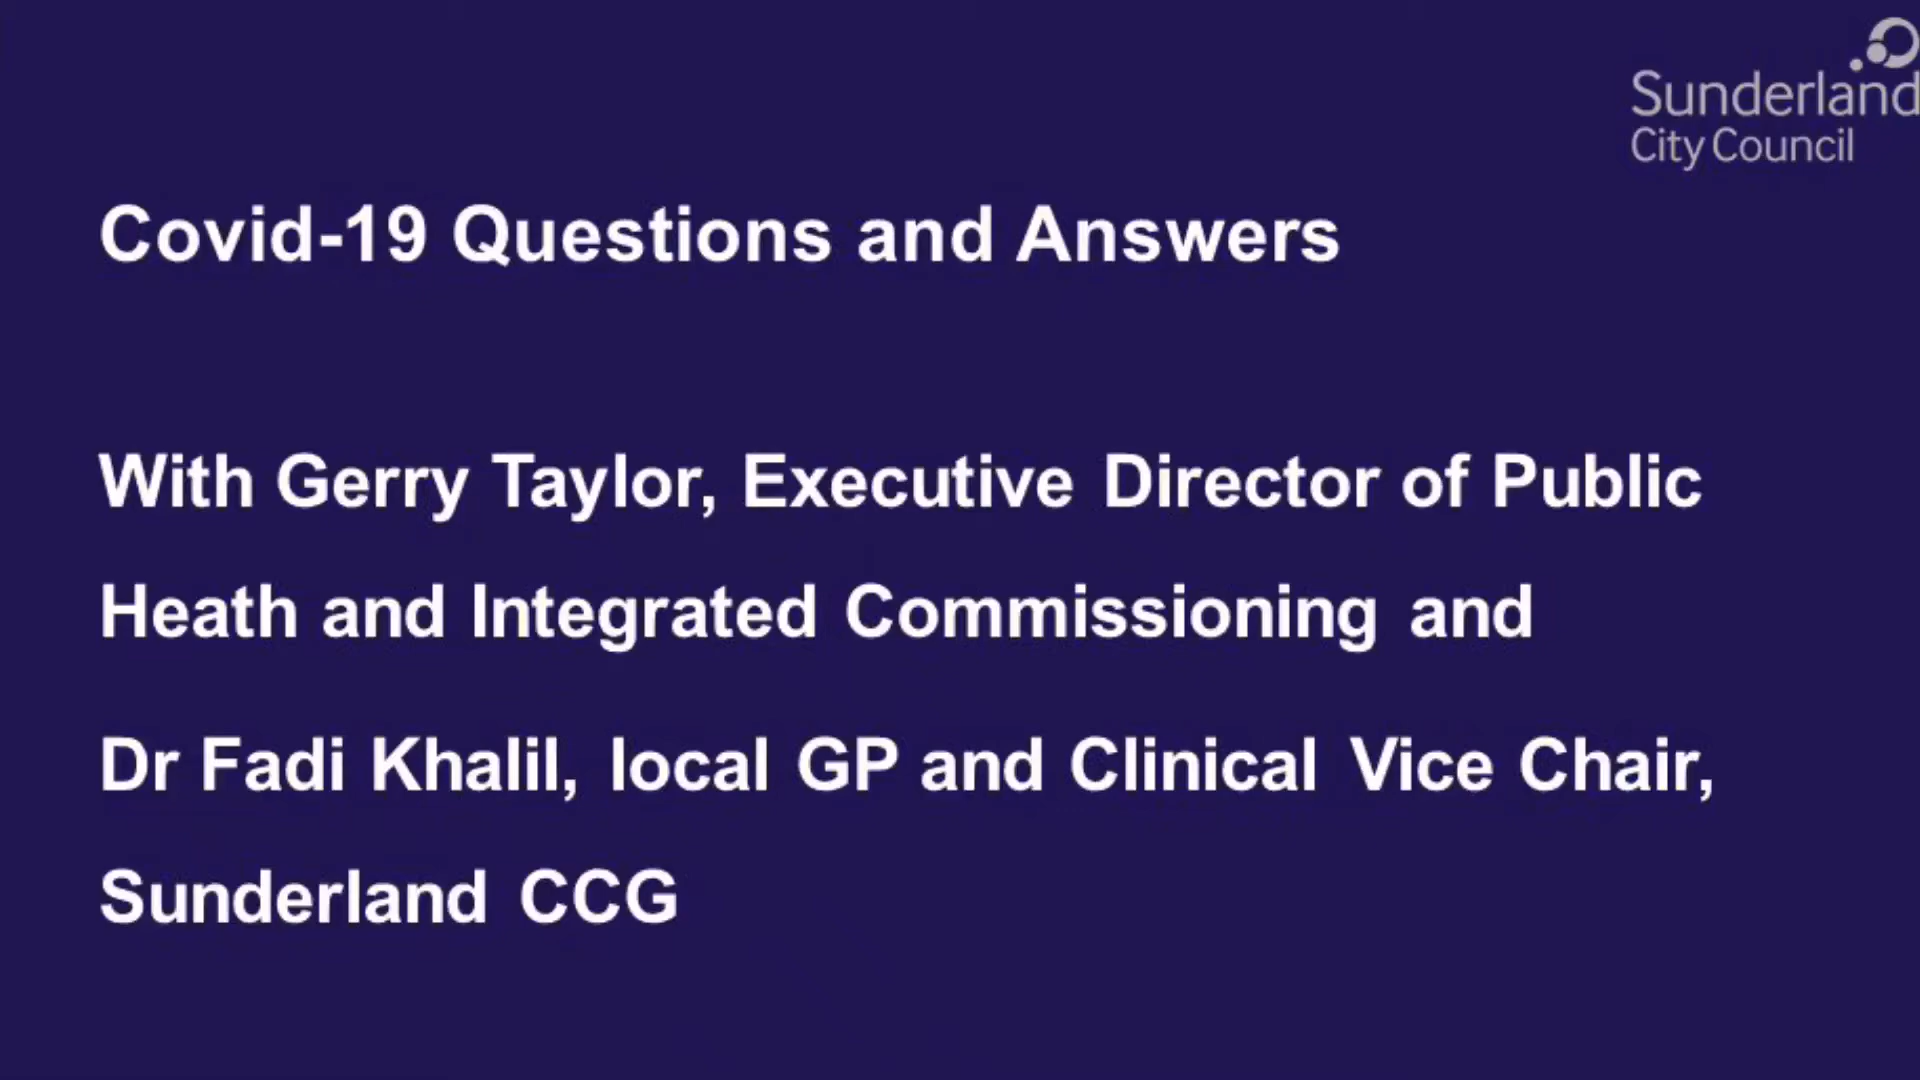 Sunderland
City Council
Covid-19 Questions and Answers
With Gerry Taylor, Executive Director of Public
Heath and Integrated Commissioning and
Dr Fadi Khalil, local GP and Clinical Vice Chair,
Sunderland CCG